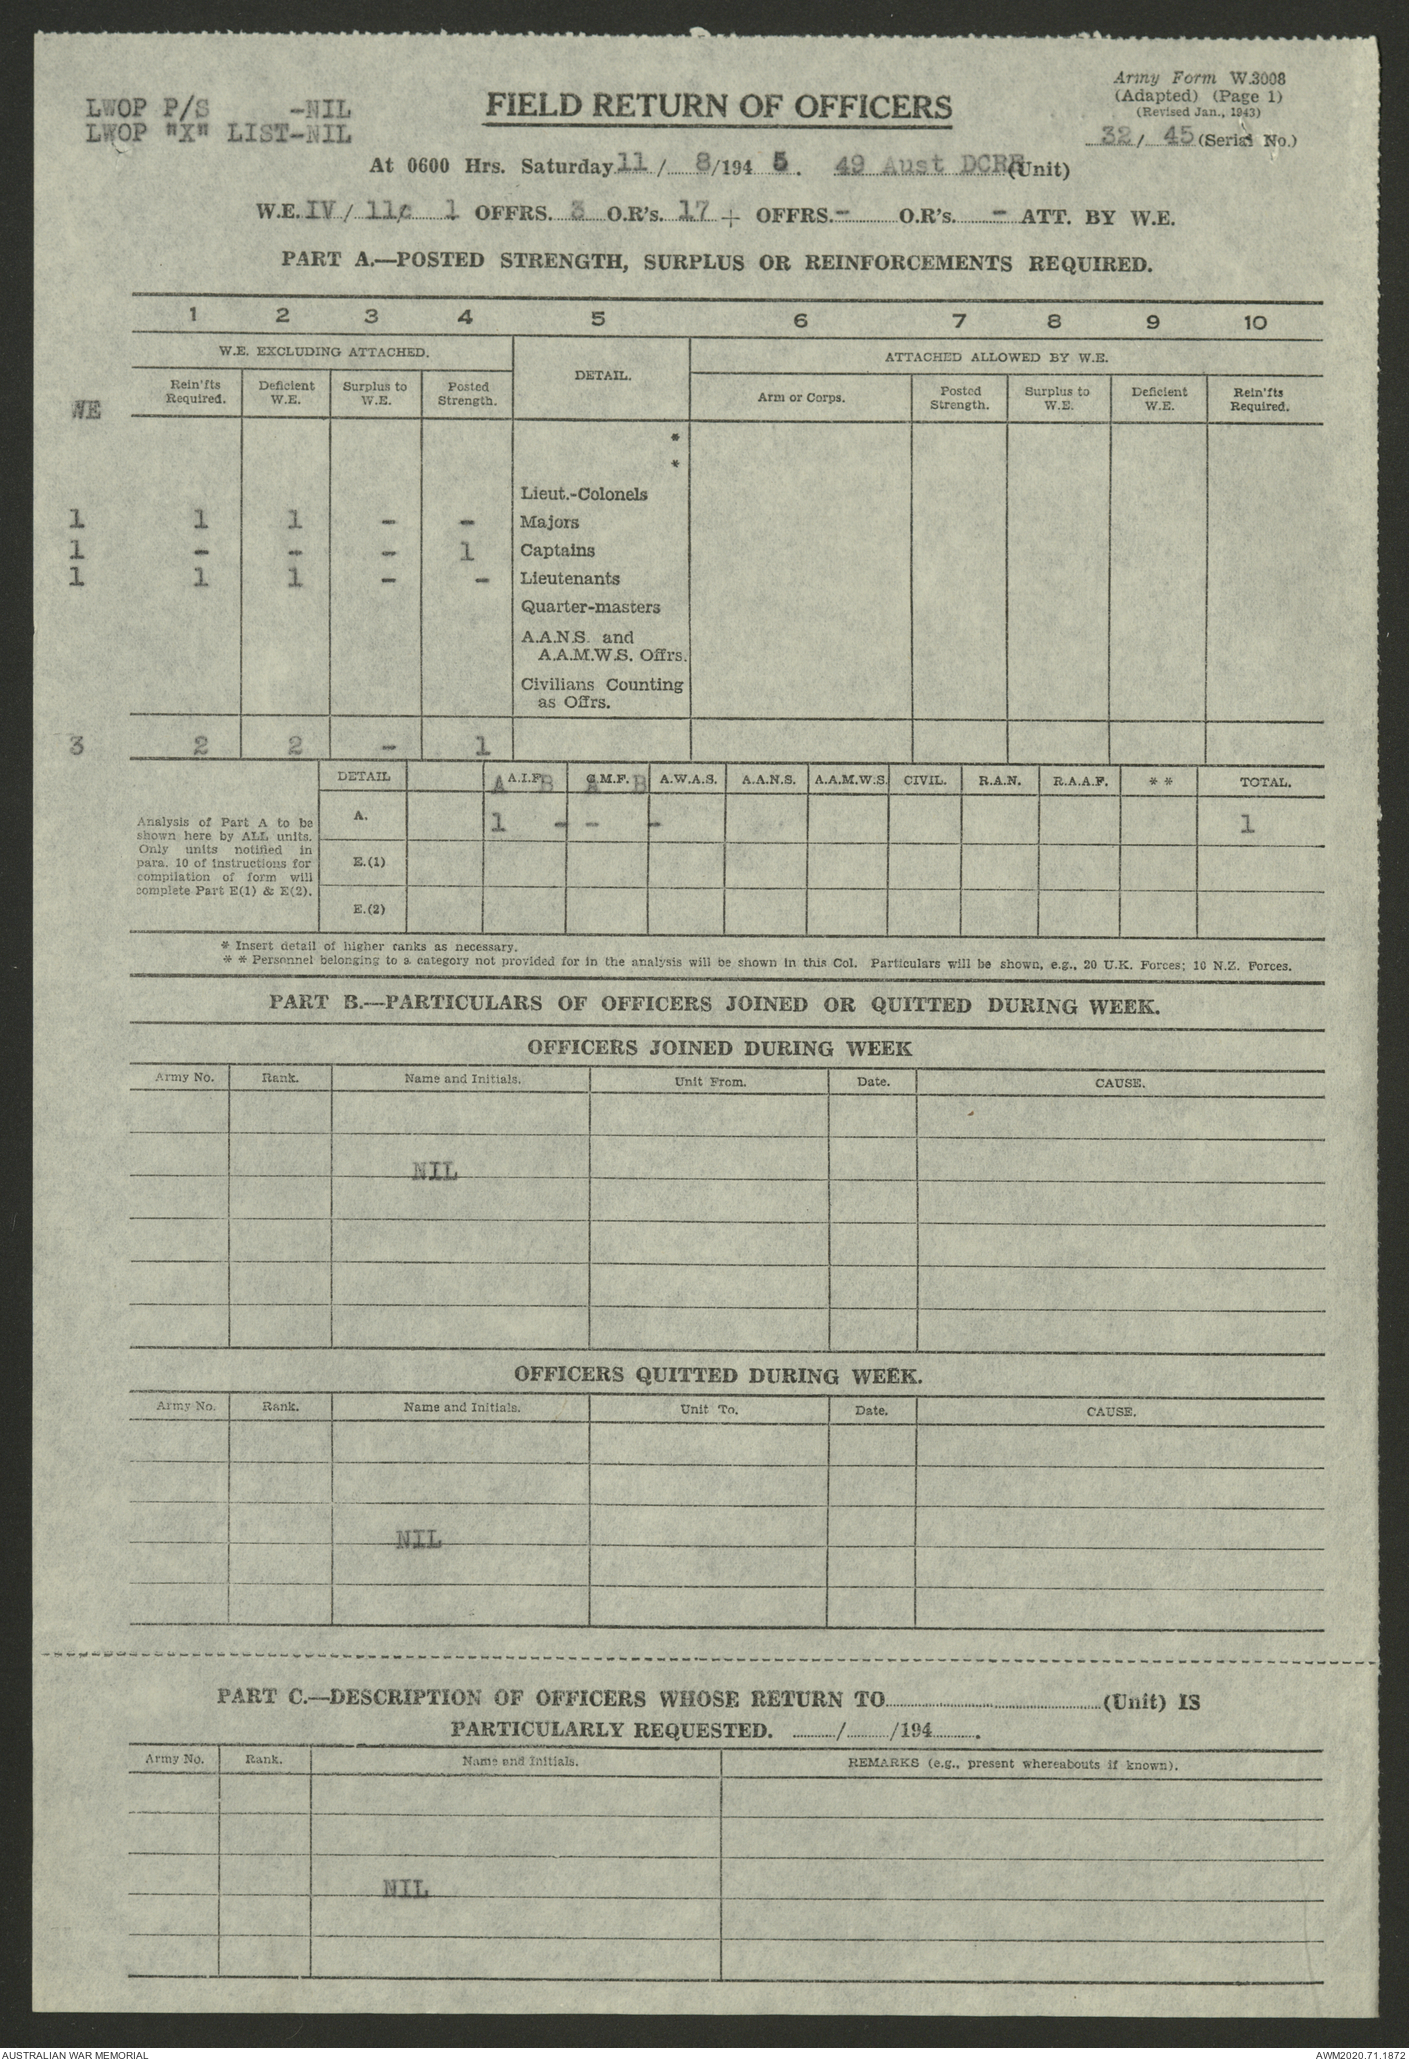 Army Form W.3008
(Adapted) (Page 1)
(Revised Jan., 1943)
32 / 45 (Serial No.)
LWOP P/S -NIL
LWOP "X" LIST-NIL
FIELD RETURN OF OFFICERS
At 0600 Hrs. Saturday 11 / 8/194 5. 49 Aust DCRE (Unit)
W.E. IV / 11c 1 OFFRS. 3 O.R's. 17 + OFFRS. - O.R's. - ATT. BY W.E.
PART A.—POSTED STRENGTH, SURPLUS OR REINFORCEMENTS REQUIRED.
1 2 3 4 5 6 7 8 9 10
W.E. EXCLUDING ATTACHED. DETAIL. ATTACHED ALLOWED BY W.E.
WE Rein'fts Required. Deficient W.E. Surplus to W.E. Posted Strength. Arm or Corps. Posted Strength. Surplus to W.E. Deficient W.E. Rein'fts Required.
*
*
Lieut.-Colonels
1 1 1 - - Majors
1 - - - 1 Captains
1 1 1 - - Lieutenants
Quarter-masters
A.A.N.S. and
A.A.M.W.S. Offrs.
Civilians Counting
as Offrs.
3 2 2 - 1
DETAIL A.I.F. A B C.M.F. A B A.W.A.S. A.A.N.S. A.A.M.W.S. CIVIL. R.A.N. R.A.A.F. * * TOTAL.
Analysis of Part A to be
shown here by ALL units.
Only units notified in
para. 10 of instructions for
compilation of form will
complete Part E(1) & E(2).
A. 1 - - - 1
E.(1)
E.(2)
* Insert detail of higher ranks as necessary.
* * Personnel belonging to a category not provided for in the analysis will be shown in this Col. Particulars will be shown, e.g., 20 U.K. Forces; 10 N.Z. Forces.
PART B.—PARTICULARS OF OFFICERS JOINED OR QUITTED DURING WEEK.
OFFICERS JOINED DURING WEEK
Army No. Rank. Name and Initials. Unit From. Date. CAUSE.
NIL
OFFICERS QUITTED DURING WEEK.
Army No. Rank. Name and Initials. Unit To. Date. CAUSE.
NIL
PART C.—DESCRIPTION OF OFFICERS WHOSE RETURN TO (Unit) IS
PARTICULARLY REQUESTED. / /194 .
Army No. Rank. Name and Initials. REMARKS (e.g., present whereabouts if known).
NIL
AUSTRALIAN WAR MEMORIAL AWM2020.71.1872